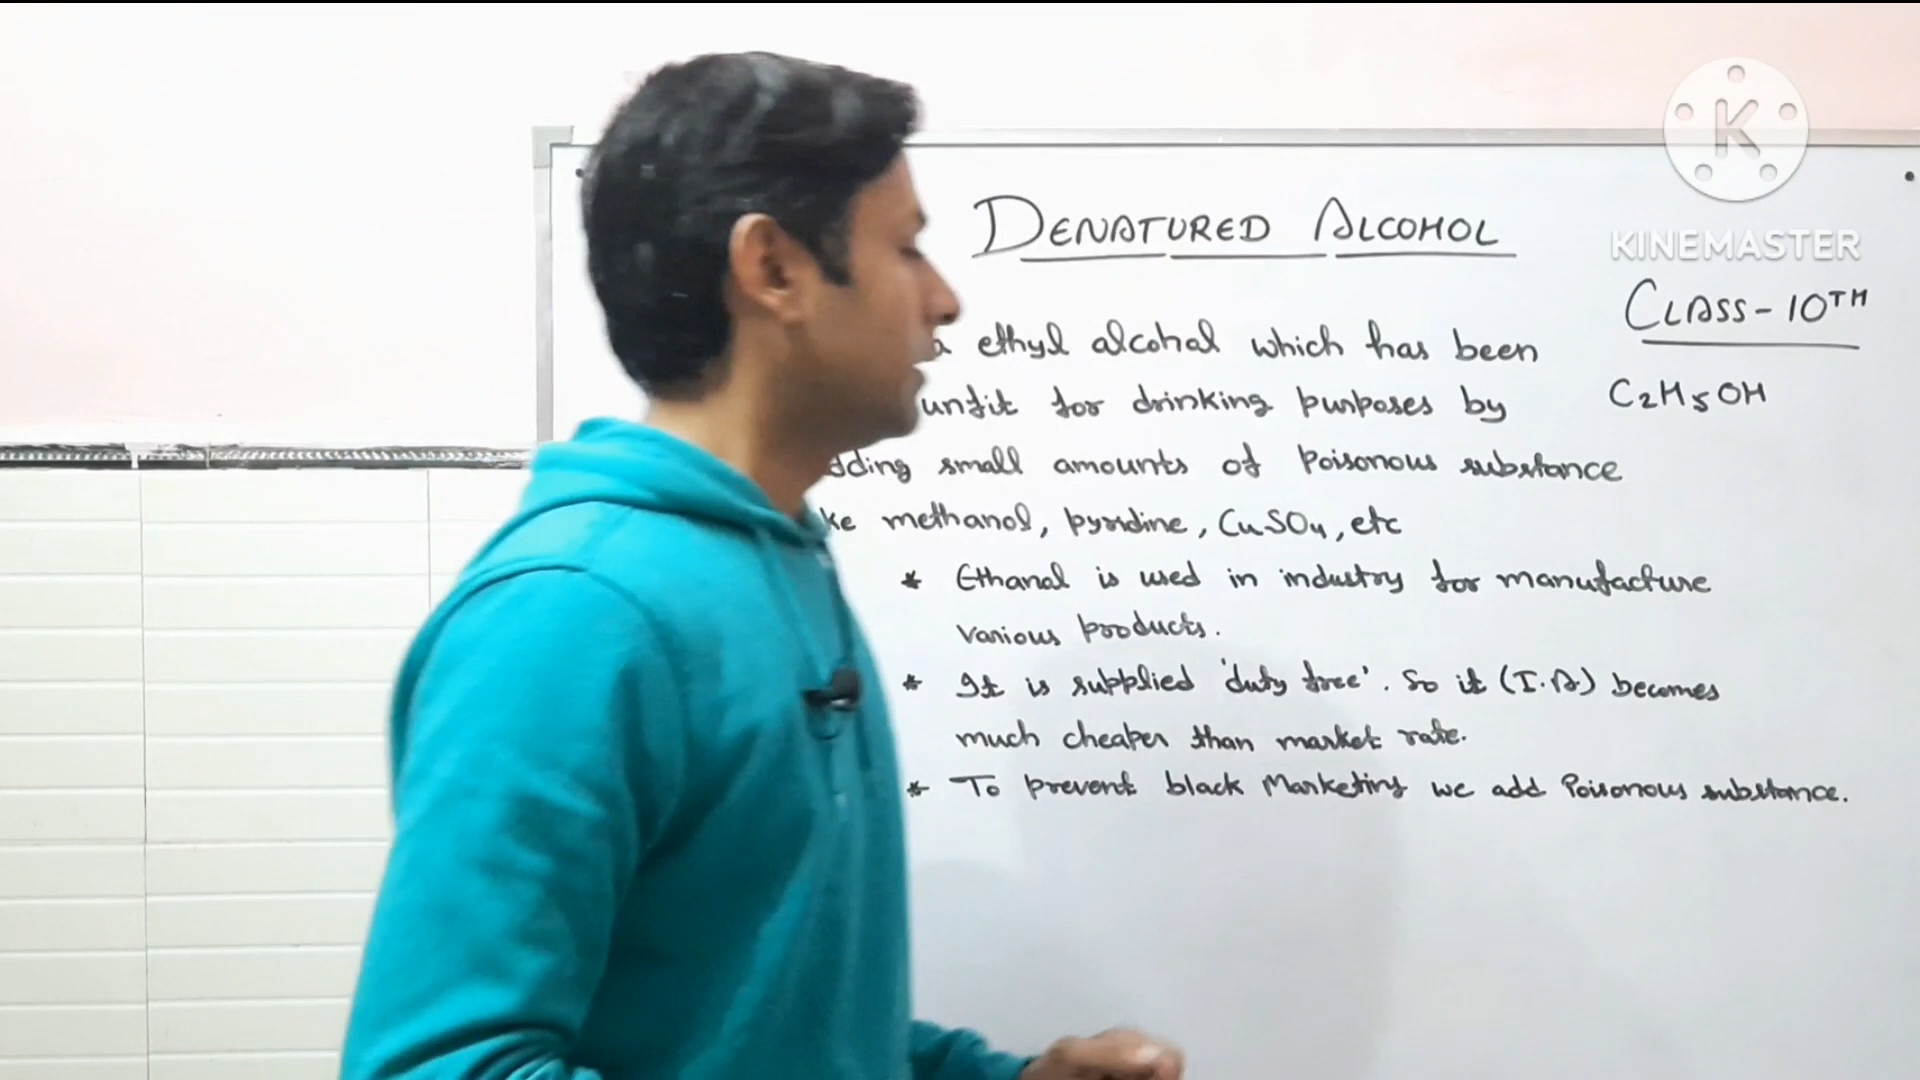 DENATURED ALCOHOL
KINEMASTER
CLASS-10TH
a ethyl alcohal which has been
C2H5OH
unfit for drinking purposes by
dding small amounts of poisonous substance
ke methanol, pyridine, CuSO4, etc
* Ethanal is used in industry for manufacture
various products.
* It is supplied 'duty free'. So it (I.A) becomes
much cheaper than market rate.
* To prevent black Marketing we add Poisonous substance.